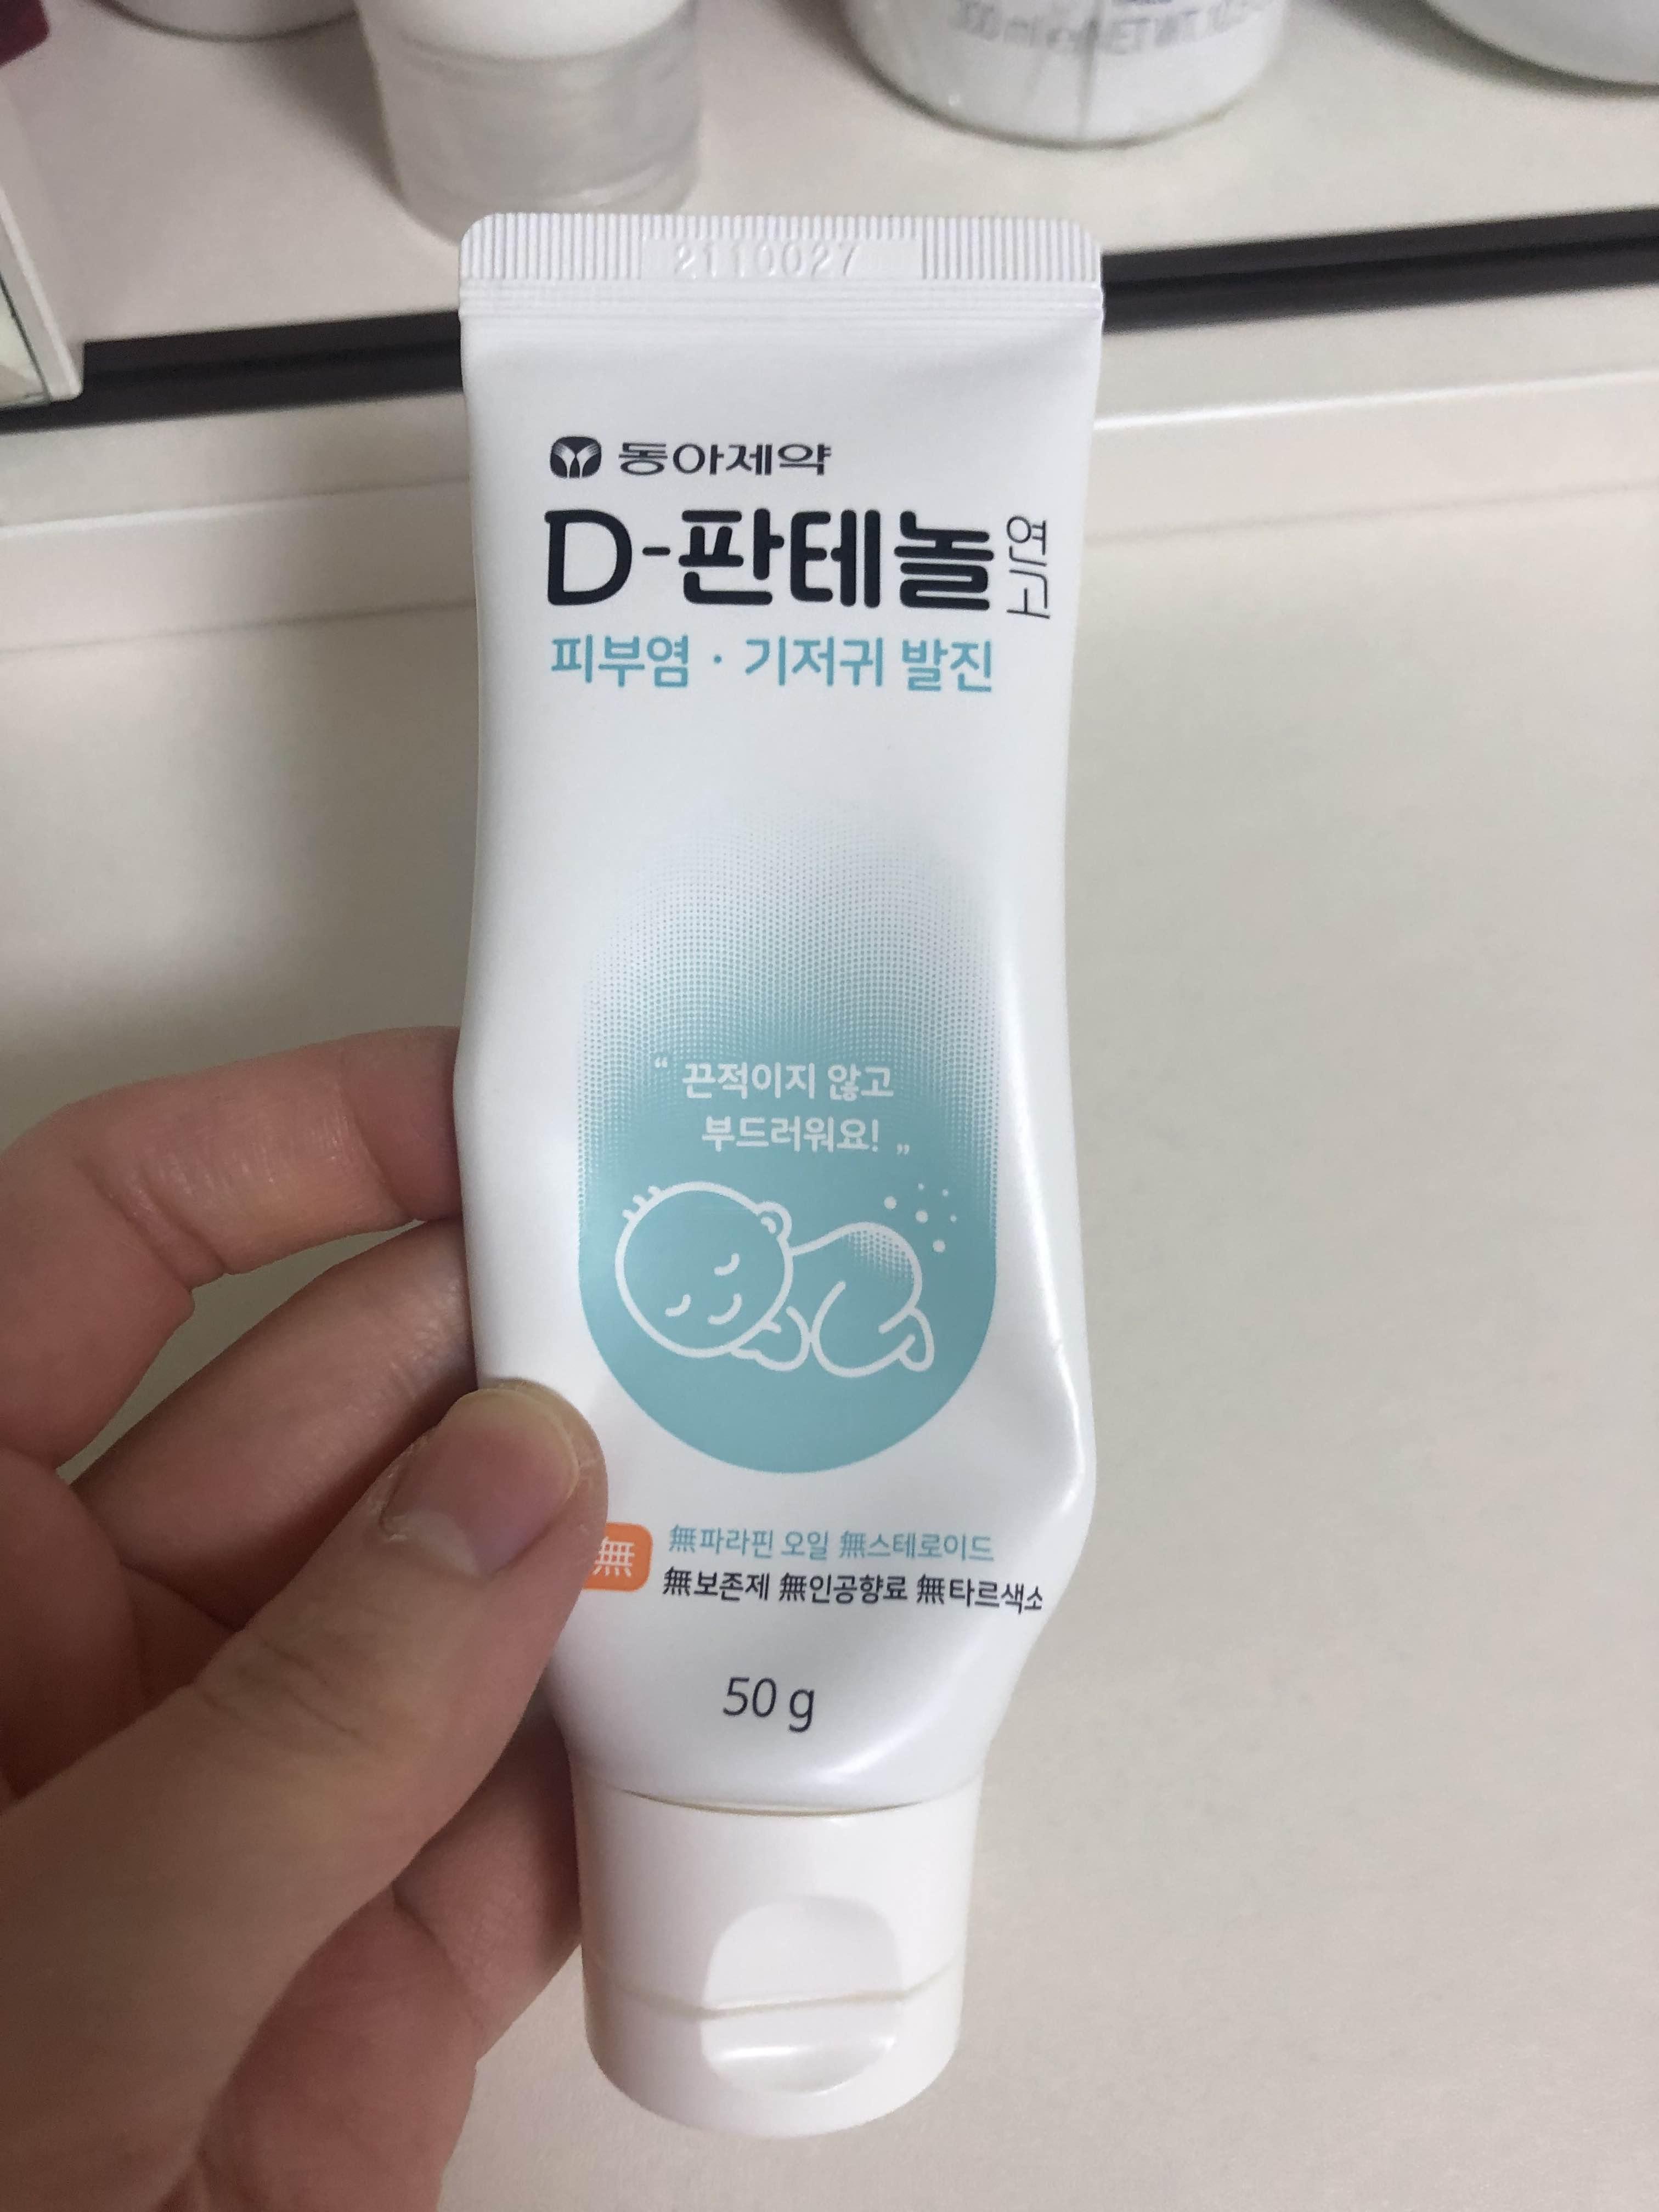 2110027
동아제약
D-판테놀 연고
피부염 · 기저귀 발진
“ 끈적이지 않고
부드러워요! „
無 無파라핀 오일 無스테로이드
無보존제 無인공향료 無타르색소
50 g